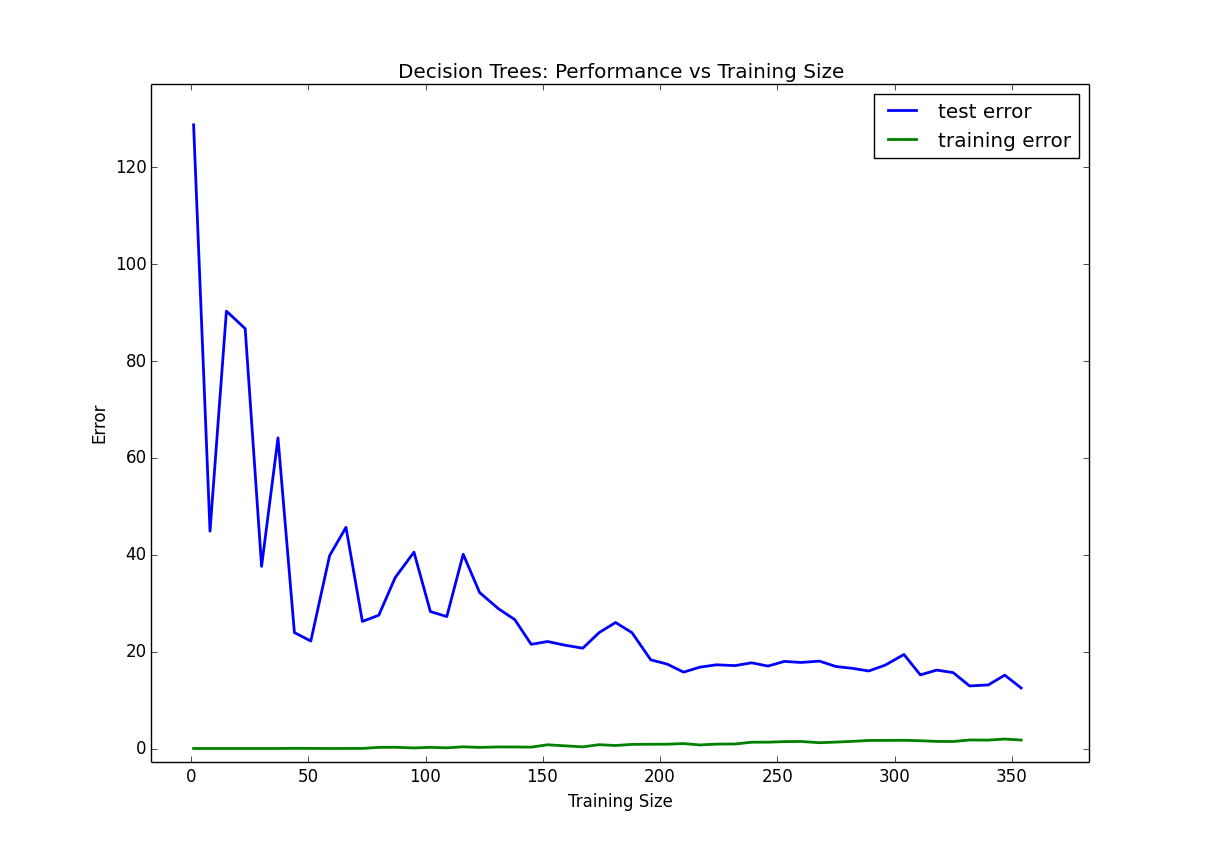 Decision Trees: Performance vs Training Size
test error
training error
120
100
80
60
40
20
0
Error
0 50 100 150 200 250 300 350
Training Size